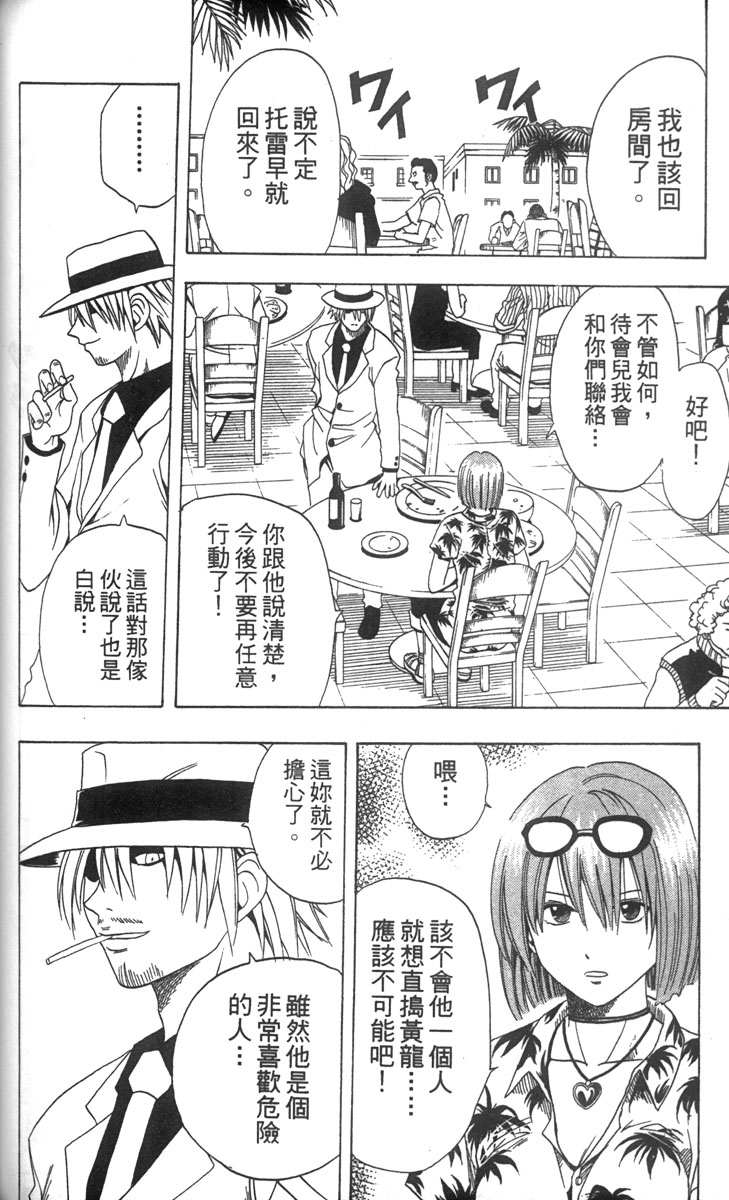 我也該回
房間了。
ワイ
ワイ
說不定
托雷早就
回來了。
好吧！
不管如何，
待會兒我會
和你們聯絡…
你跟他說清楚，
今後不要再任意
行動了！
………
這話對那傢
伙說了也是
白說…
喂…
該不會他一個人
就想直搗黃龍……
應該不可能吧！
這妳就不必
擔心了。
雖然他是個
非常喜歡危險
的人…